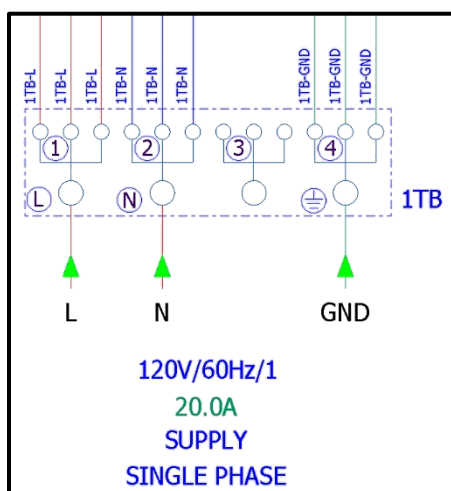 1TB-L 1TB-L 1TB-L 1TB-N 1TB-N 1TB-N 1TB-GND 1TB-GND 1TB-GND
1 2 3 4
L N 1TB
L N GND
120V/60Hz/1
20.0A
SUPPLY
SINGLE PHASE